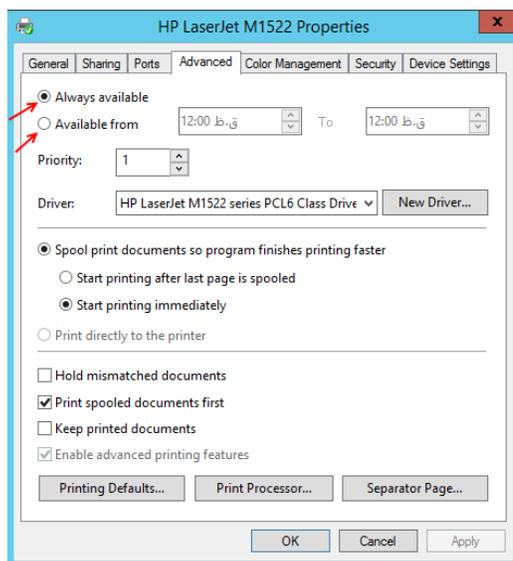 HP LaserJet M1522 Properties
x
General Sharing Ports Advanced Color Management Security Device Settings
Always available
Available from 12:00 ق.ظ To 12:00 ق.ظ
Priority: 1
Driver: HP LaserJet M1522 series PCL6 Class Drive New Driver...
Spool print documents so program finishes printing faster
Start printing after last page is spooled
Start printing immediately
Print directly to the printer
Hold mismatched documents
Print spooled documents first
Keep printed documents
Enable advanced printing features
Printing Defaults... Print Processor... Separator Page...
OK Cancel Apply